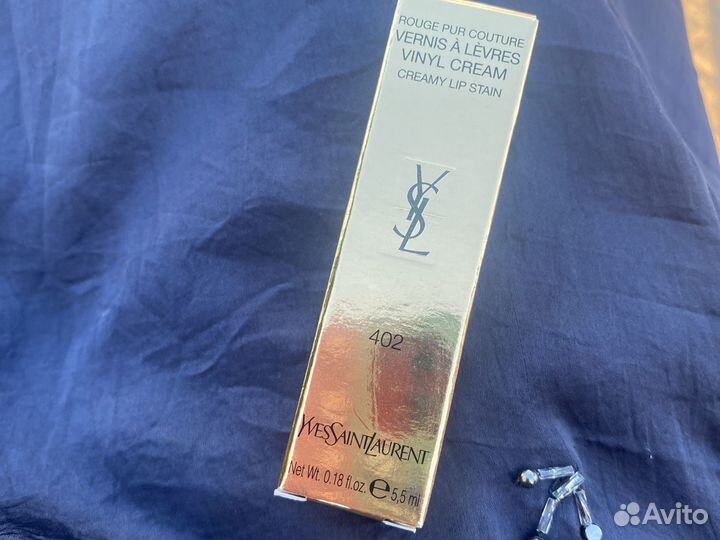 ROUGE PUR COUTURE
VERNIS À LÈVRES
VINYL CREAM
CREAMY LIP STAIN
YSL
402
YVESSAINTLAURENT
Net Wt. 0.18 fl.oz. ℮ 5,5 ml
Avito